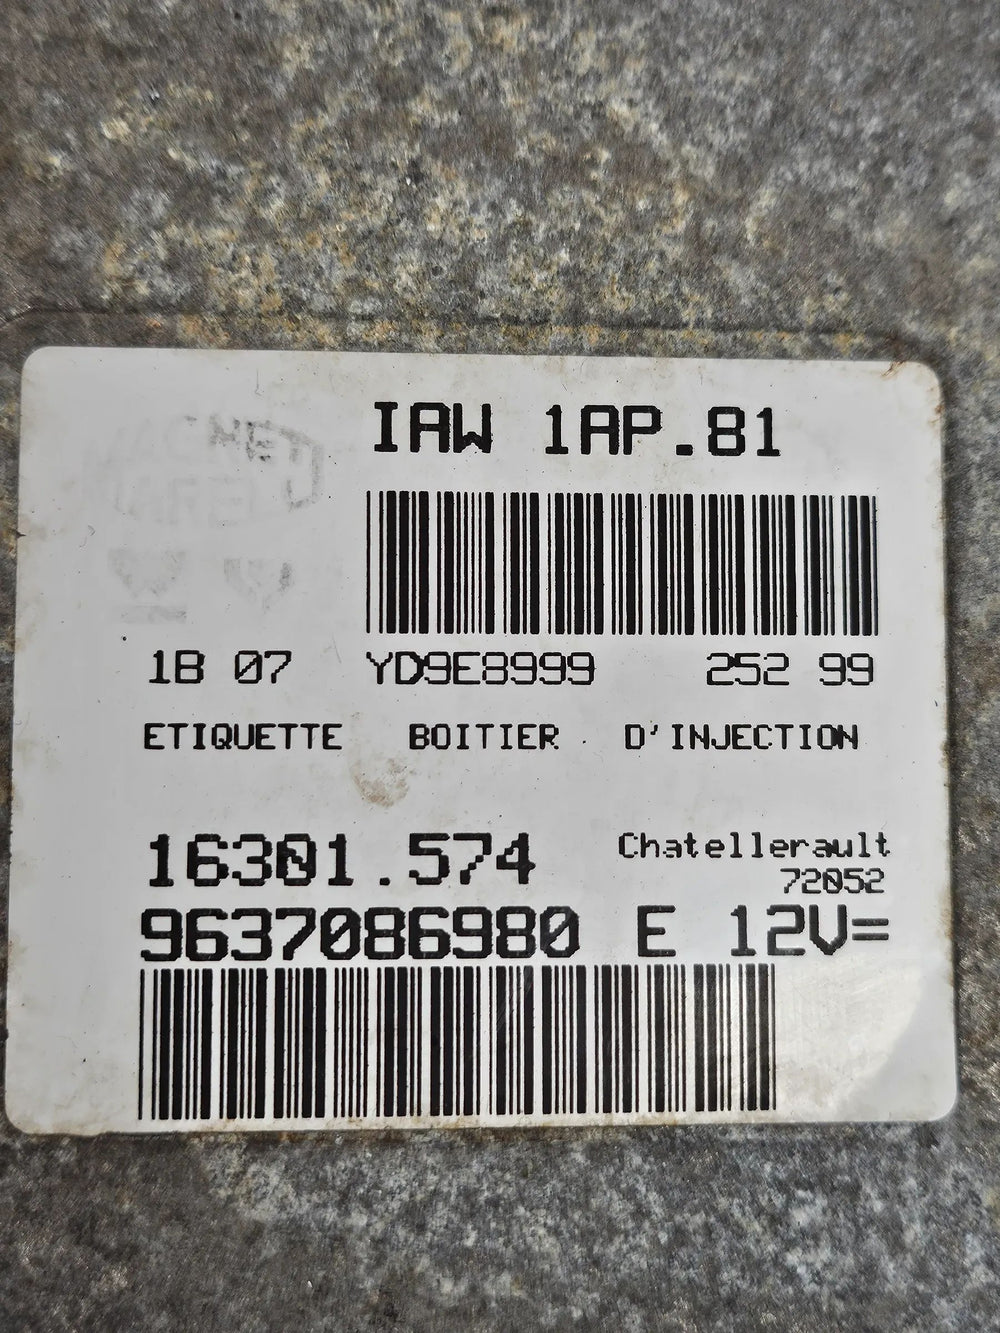 IAW 1AP.81
1B 07 YD9E8999 252 99
ETIQUETTE BOITIER D'INJECTION
16301.574 Chatellerault
72052
9637086980 E 12V=